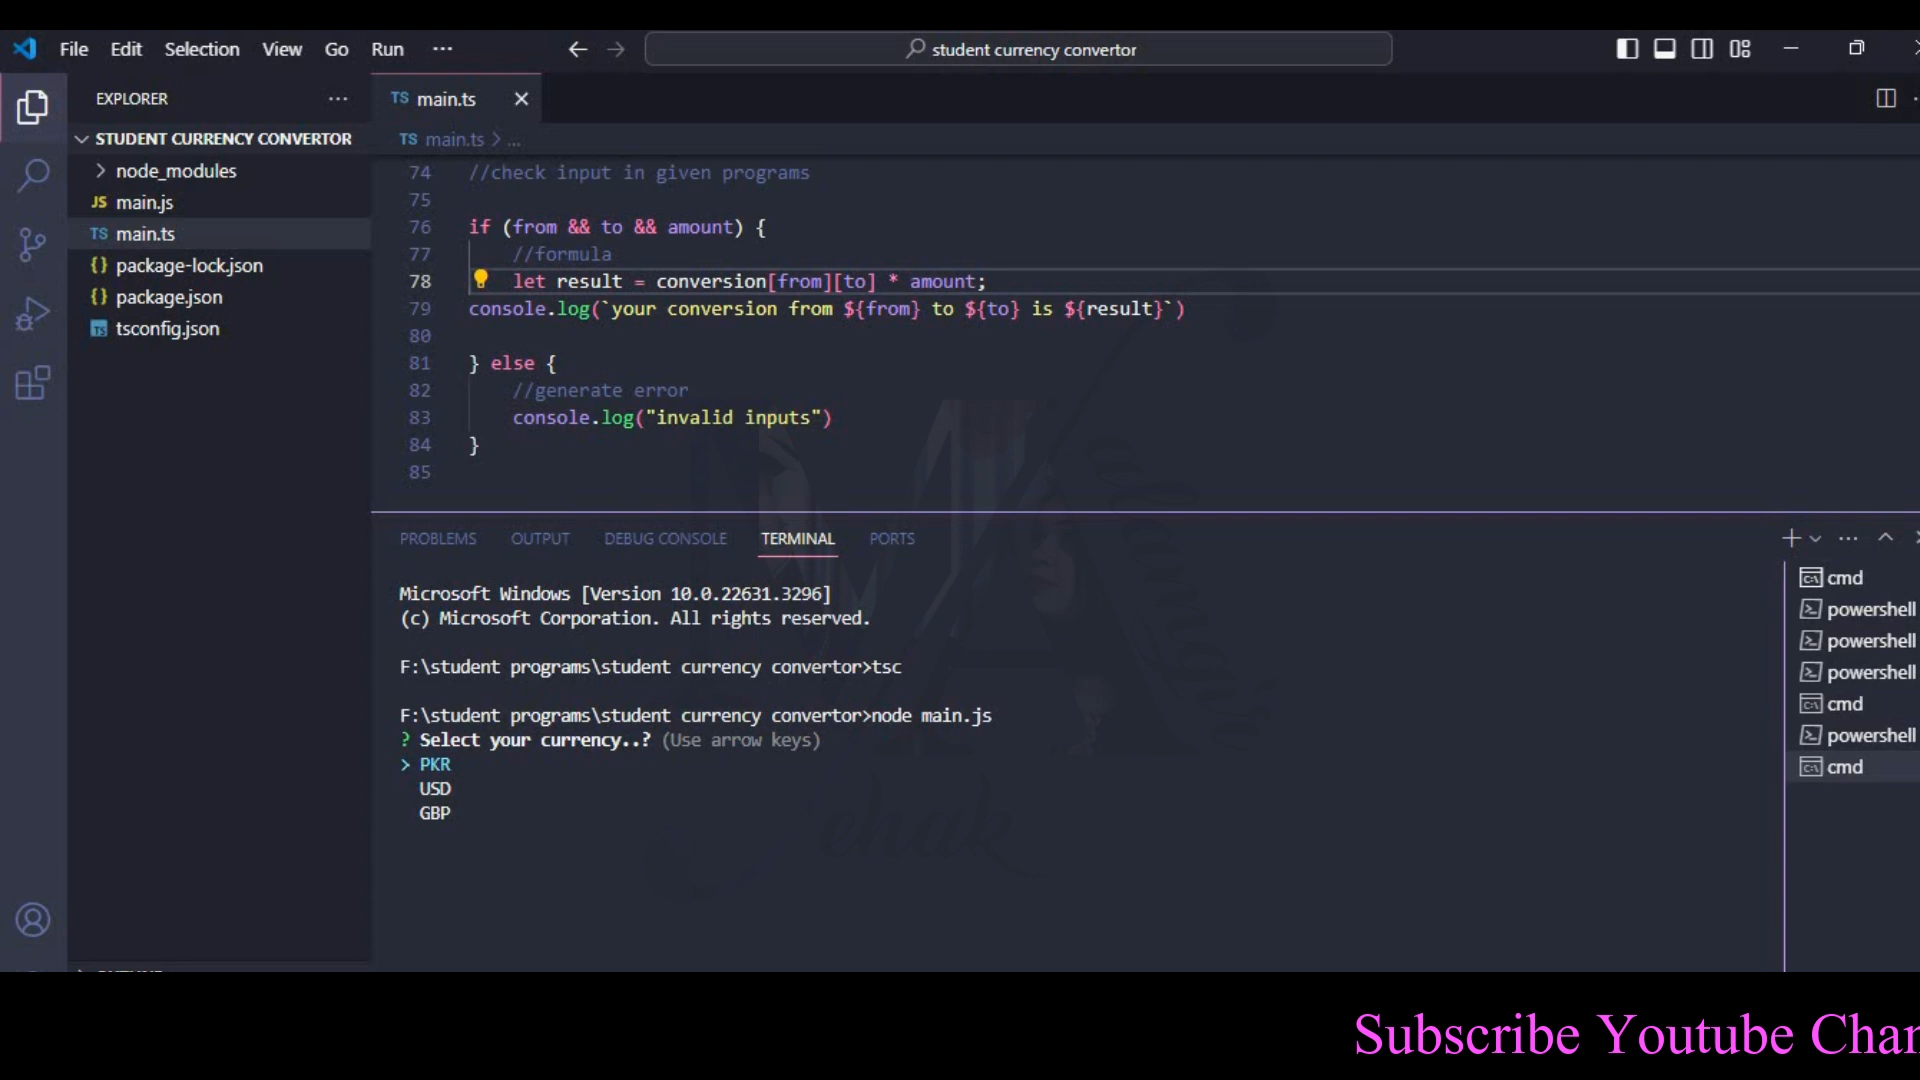 File Edit Selection View Go Run ...
student currency convertor
EXPLORER ...
TS main.ts
STUDENT CURRENCY CONVERTOR
node_modules
JS main.js
TS main.ts
{} package-lock.json
{} package.json
TS tsconfig.json
TS main.ts > ...
74 //check input in given programs
75
76 if (from && to && amount) {
77 //formula
78 let result = conversion[from][to] * amount;
79 console.log(`your conversion from ${from} to ${to} is ${result}`)
80
81 } else {
82 //generate error
83 console.log("invalid inputs")
84 }
85
PROBLEMS OUTPUT DEBUG CONSOLE TERMINAL PORTS
Microsoft Windows [Version 10.0.22631.3296]
(c) Microsoft Corporation. All rights reserved.
F:\student programs\student currency convertor>tsc
F:\student programs\student currency convertor>node main.js
? Select your currency..? (Use arrow keys)
> PKR
USD
GBP
cmd
powershell
powershell
powershell
cmd
powershell
cmd
Subscribe Youtube